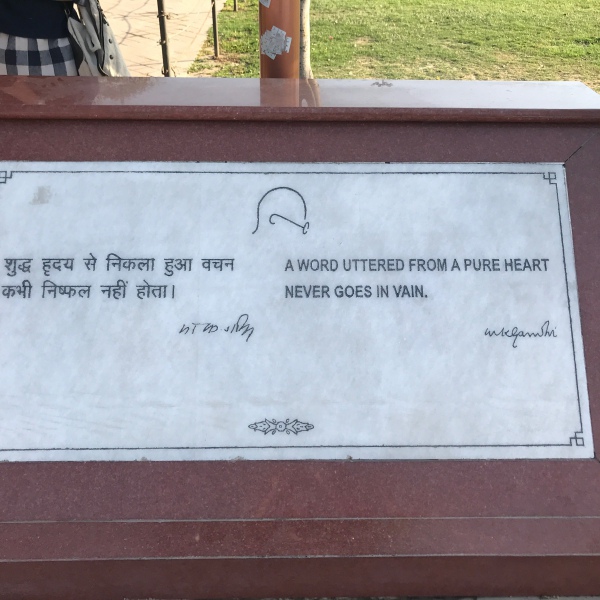 शुद्ध हृदय से निकला हुआ वचन
कभी निष्फल नहीं होता।
A WORD UTTERED FROM A PURE HEART
NEVER GOES IN VAIN.
mkgandhi